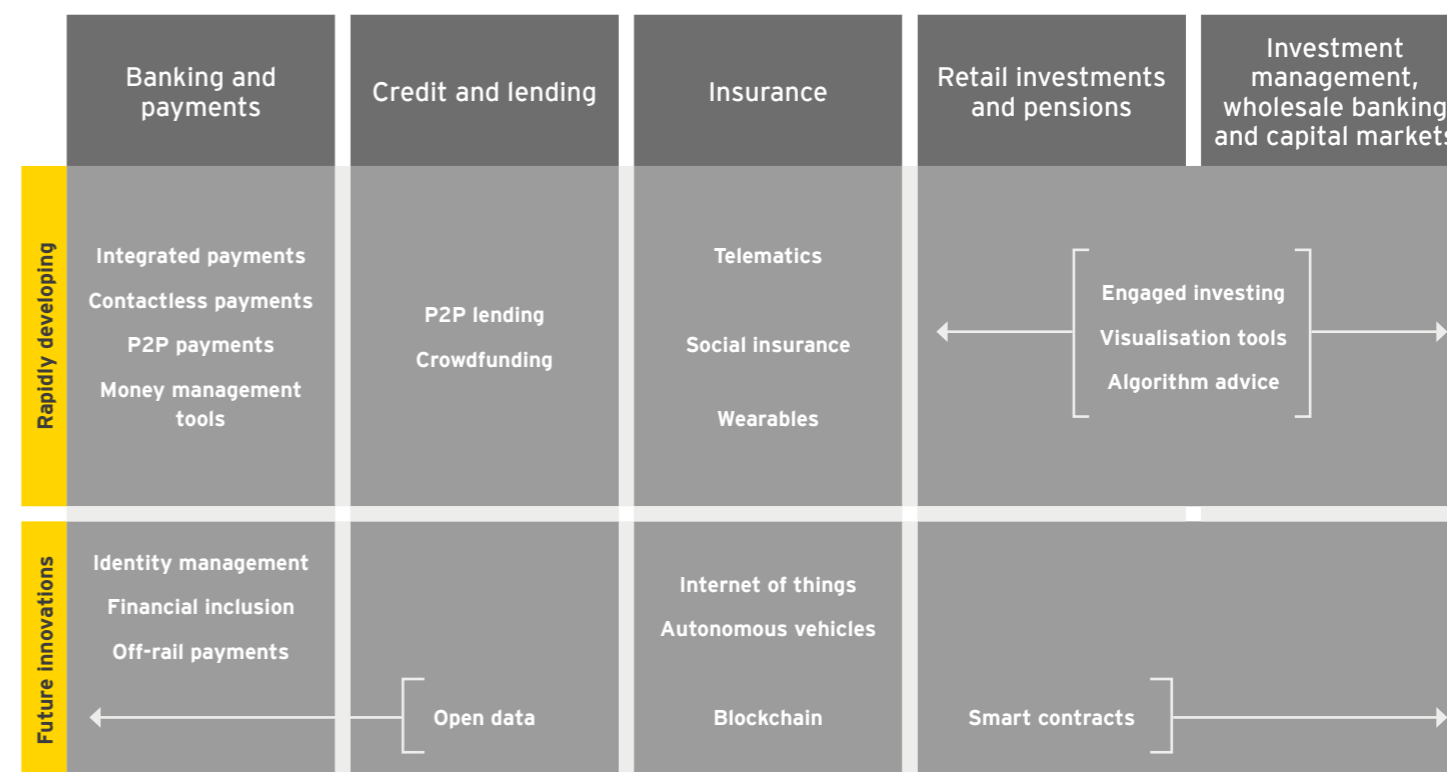 Banking and
payments
Credit and lending
Insurance
Retail investments
and pensions
Investment
management,
wholesale banking
and capital markets
Rapidly developing
Integrated payments
Contactless payments
P2P payments
Money management
tools
P2P lending
Crowdfunding
Telematics
Social insurance
Wearables
Engaged investing
Visualisation tools
Algorithm advice
Future innovations
Identity management
Financial inclusion
Off-rail payments
Open data
Internet of things
Autonomous vehicles
Blockchain
Smart contracts